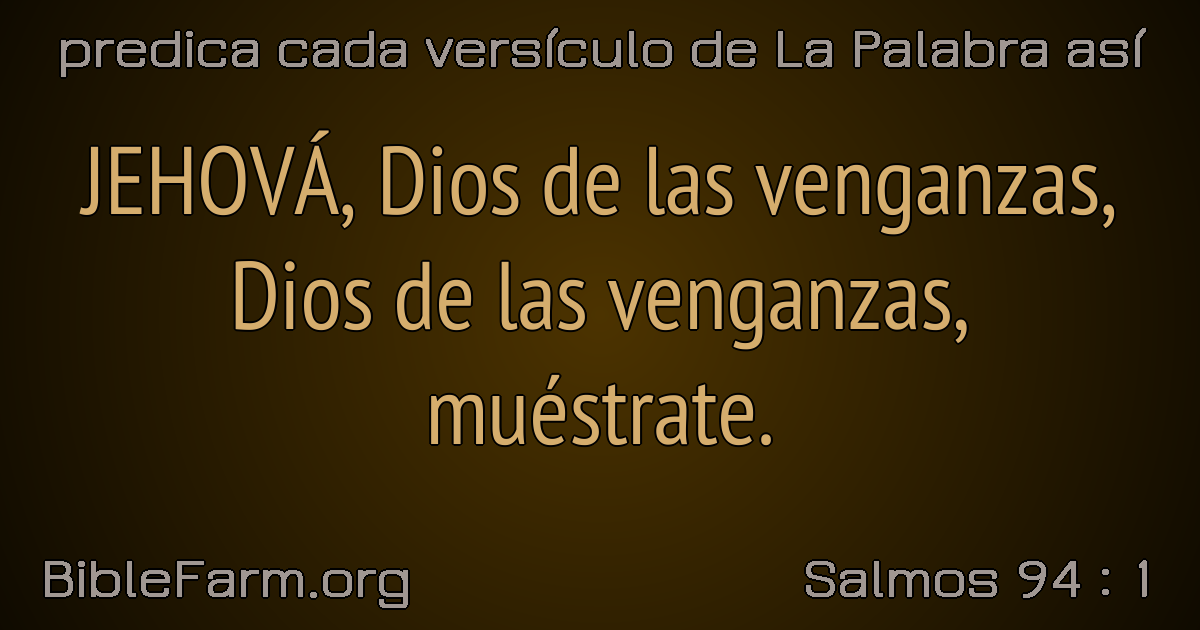 predica cada versículo de La Palabra así
JEHOVÁ, Dios de las venganzas,
Dios de las venganzas,
muéstrate.
BibleFarm.org
Salmos 94 : 1